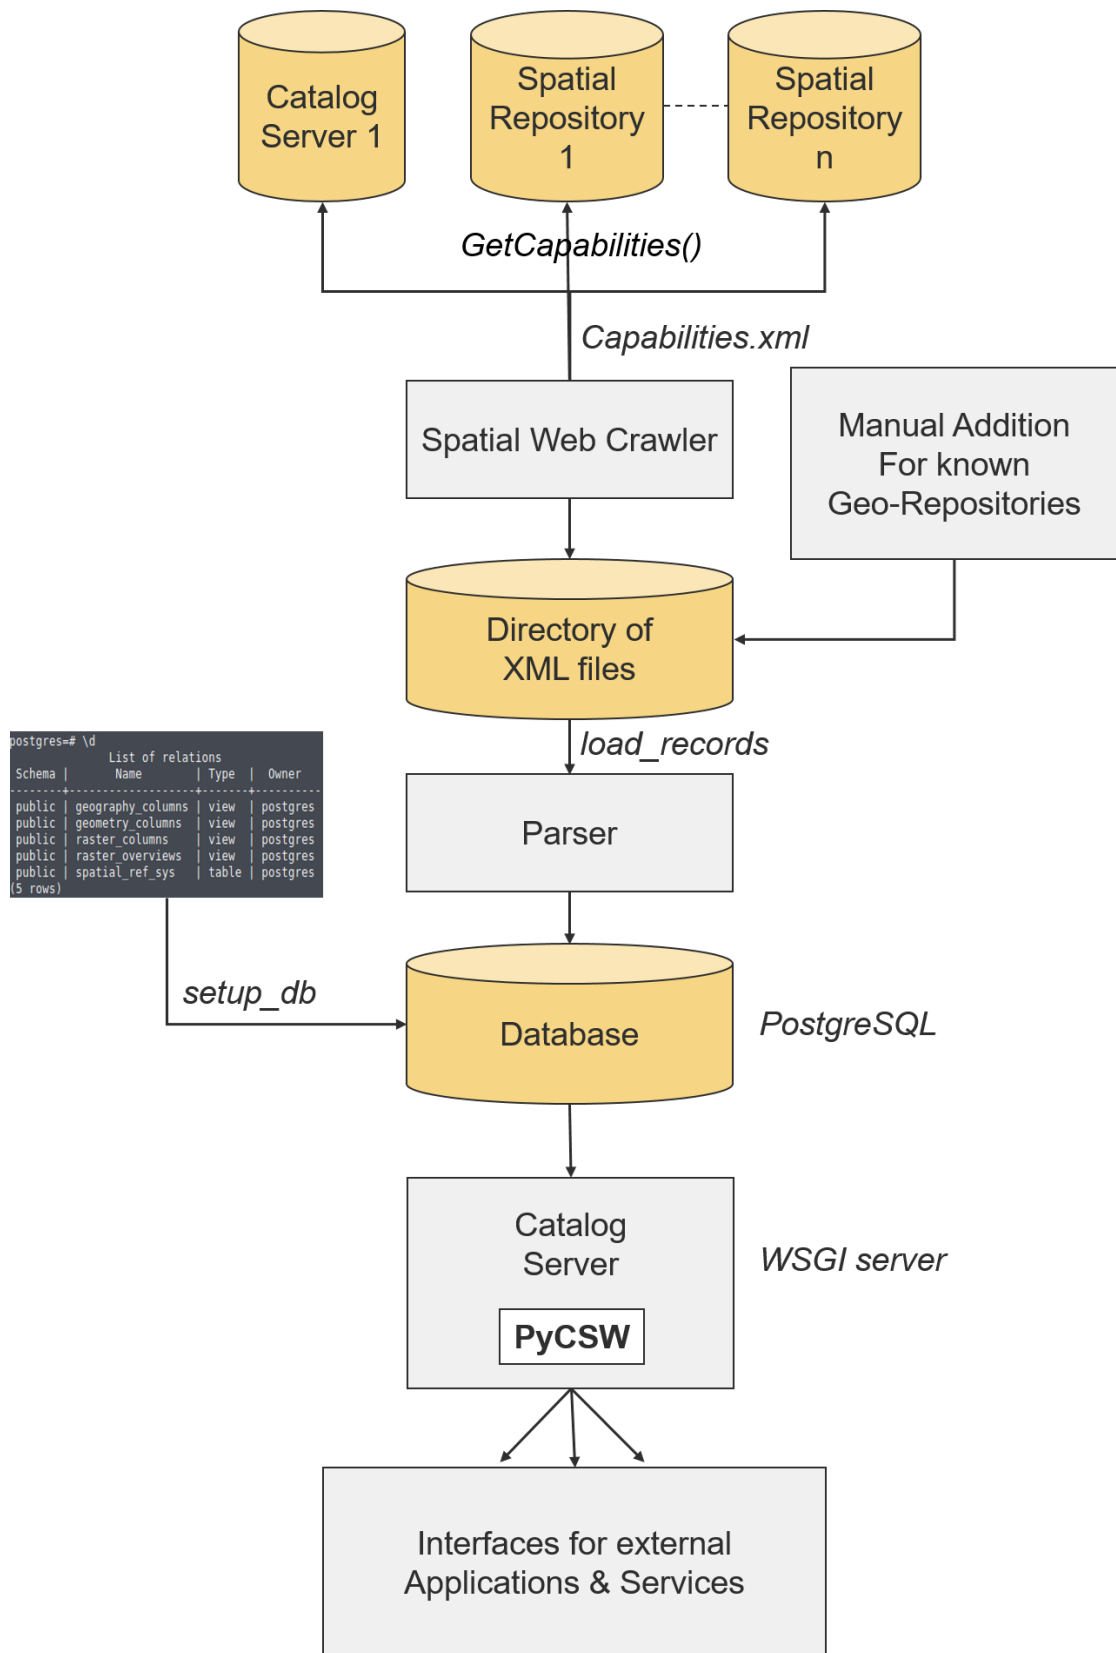 Catalog
Server 1
Spatial
Repository
1
Spatial
Repository
n
GetCapabilities()
Capabilities.xml
Spatial Web Crawler
Manual Addition
For known
Geo-Repositories
Directory of
XML files
load_records
postgres=# \d
List of relations
Schema | Name | Type | Owner
--------+-------------------+-------+----------
public | geography_columns | view | postgres
public | geometry_columns | view | postgres
public | raster_columns | view | postgres
public | raster_overviews | view | postgres
public | spatial_ref_sys | table | postgres
(5 rows)
Parser
setup_db
Database
PostgreSQL
Catalog
Server
PyCSW
WSGI server
Interfaces for external
Applications & Services